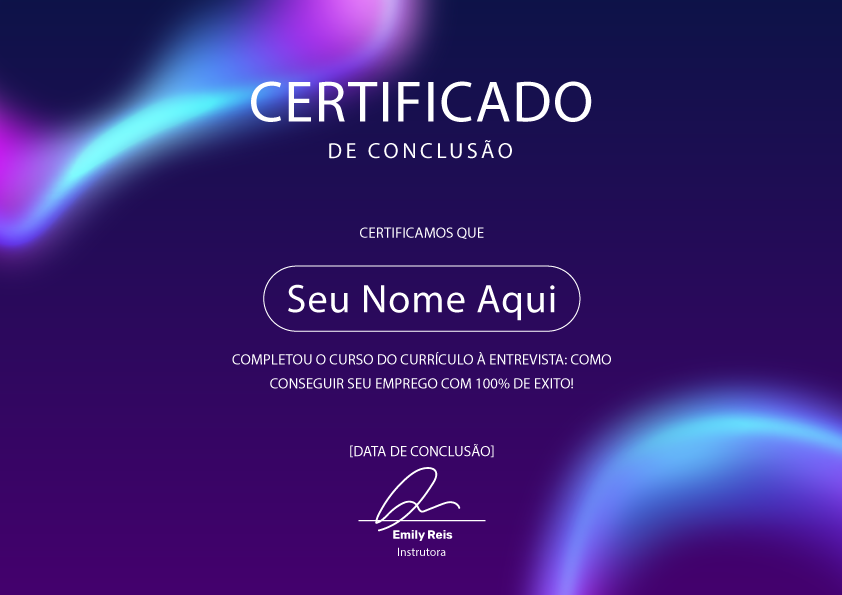 CERTIFICADO
DE CONCLUSÃO
CERTIFICAMOS QUE
Seu Nome Aqui
COMPLETOU O CURSO DO CURRÍCULO À ENTREVISTA: COMO
CONSEGUIR SEU EMPREGO COM 100% DE EXITO!
[DATA DE CONCLUSÃO]
Emily Reis
Instrutora